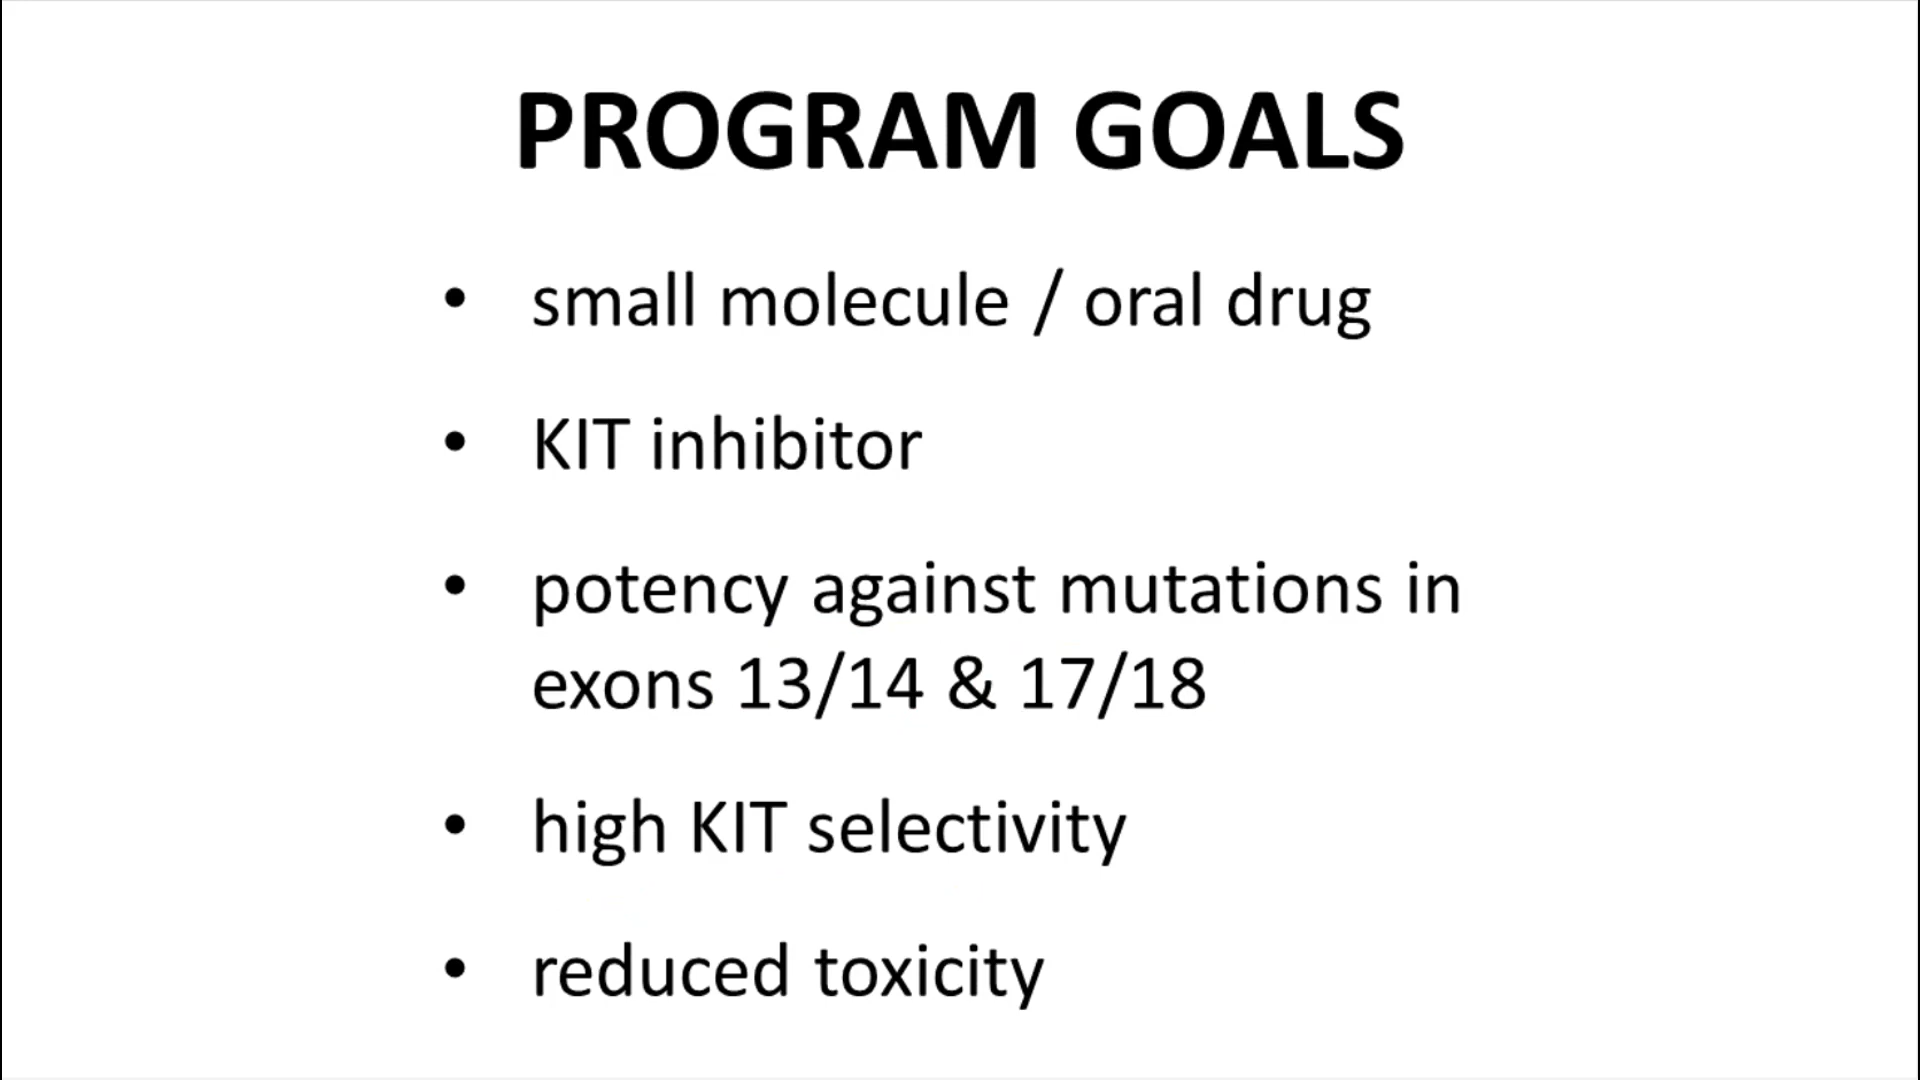 PROGRAM GOALS
• small molecule / oral drug
• KIT inhibitor
• potency against mutations in
exons 13/14 & 17/18
• high KIT selectivity
• reduced toxicity